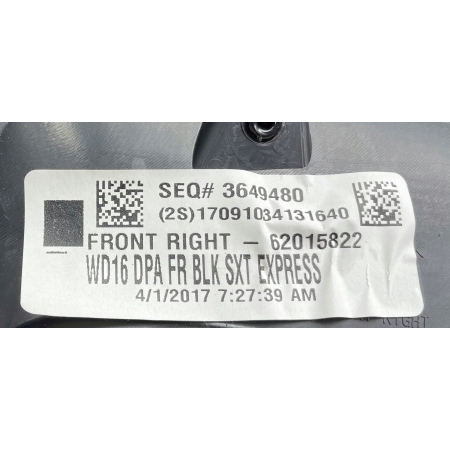 SEQ# 3649480
(2S)17091034131640
FRONT RIGHT - 62015822
WD16 DPA FR BLK SXT EXPRESS
4/1/2017 7:27:39 AM
RIGHT